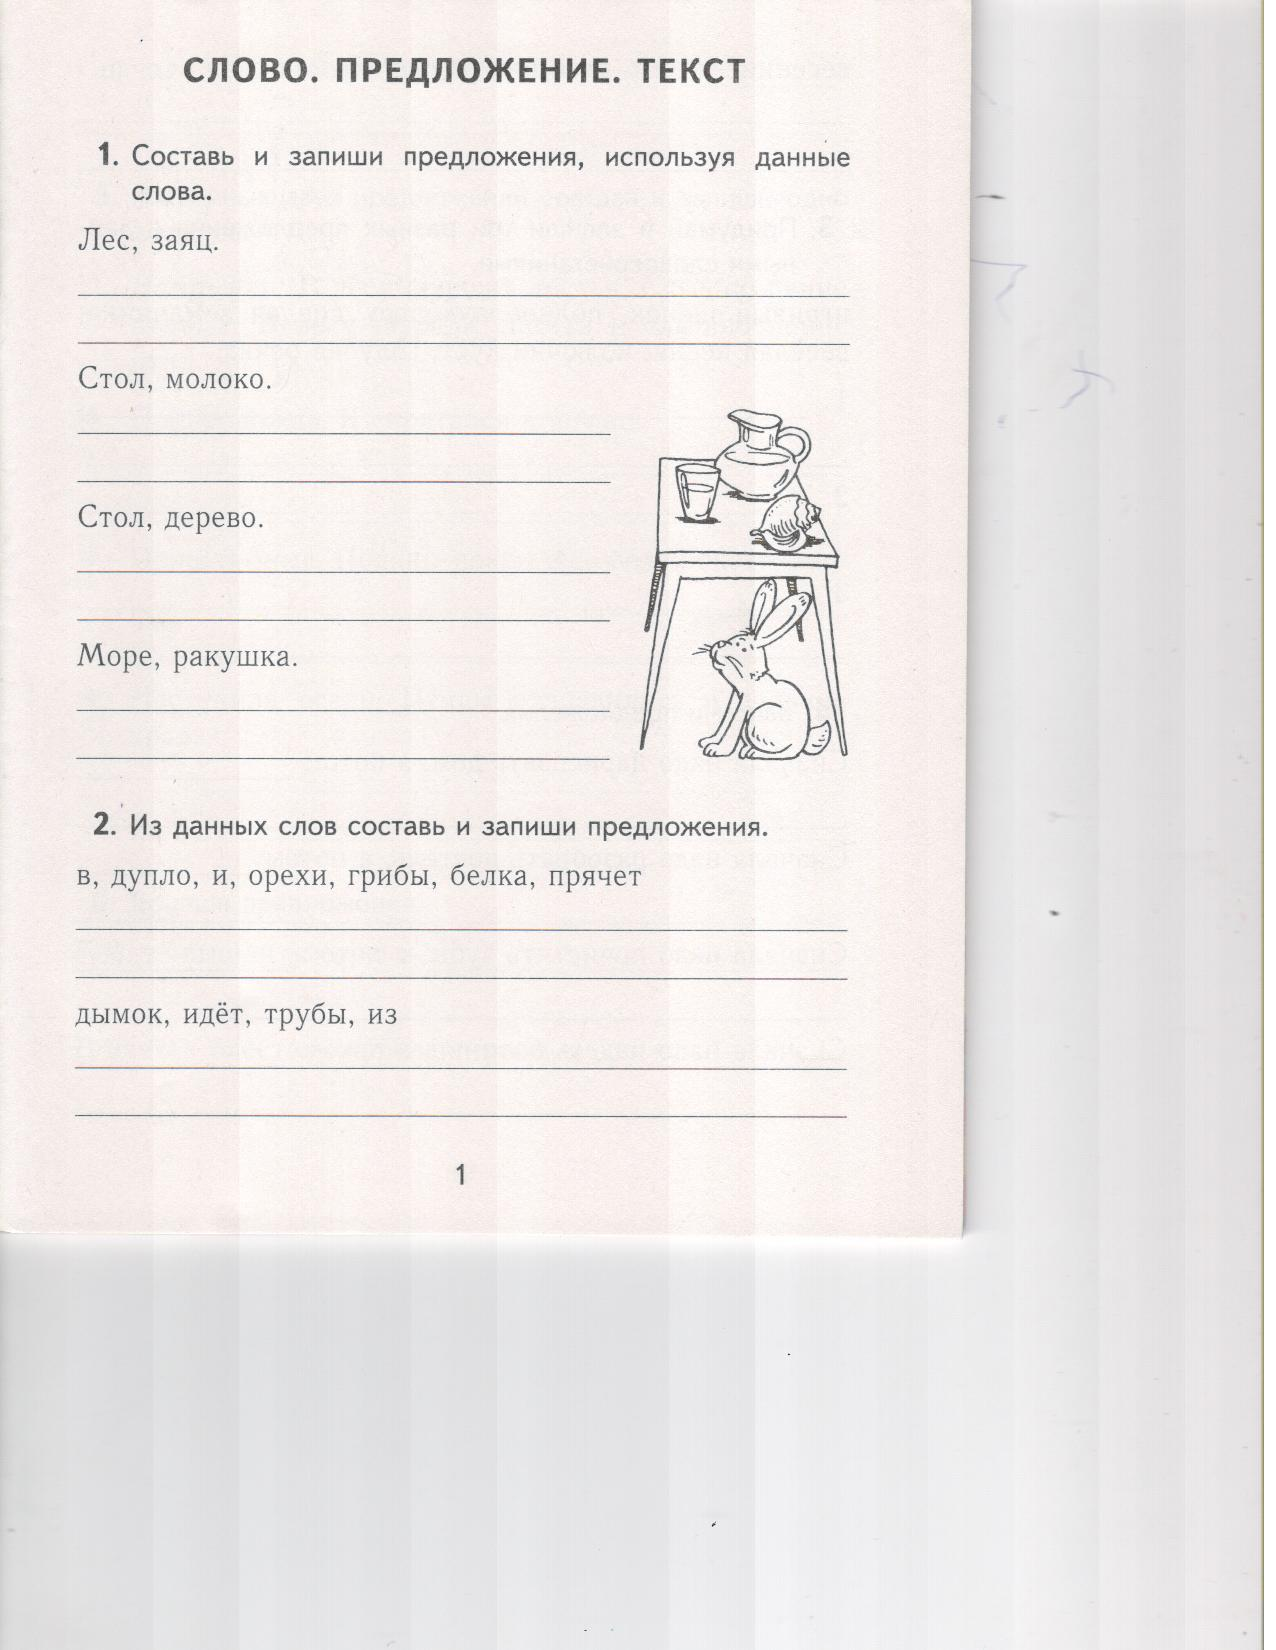 СЛОВО. ПРЕДЛОЖЕНИЕ. ТЕКСТ
1. Составь и запиши предложения, используя данные
слова.
Лес, заяц.
Стол, молоко.
Стол, дерево.
Море, ракушка.
2. Из данных слов составь и запиши предложения.
в, дупло, и, орехи, грибы, белка, прячет
дымок, идёт, трубы, из
1